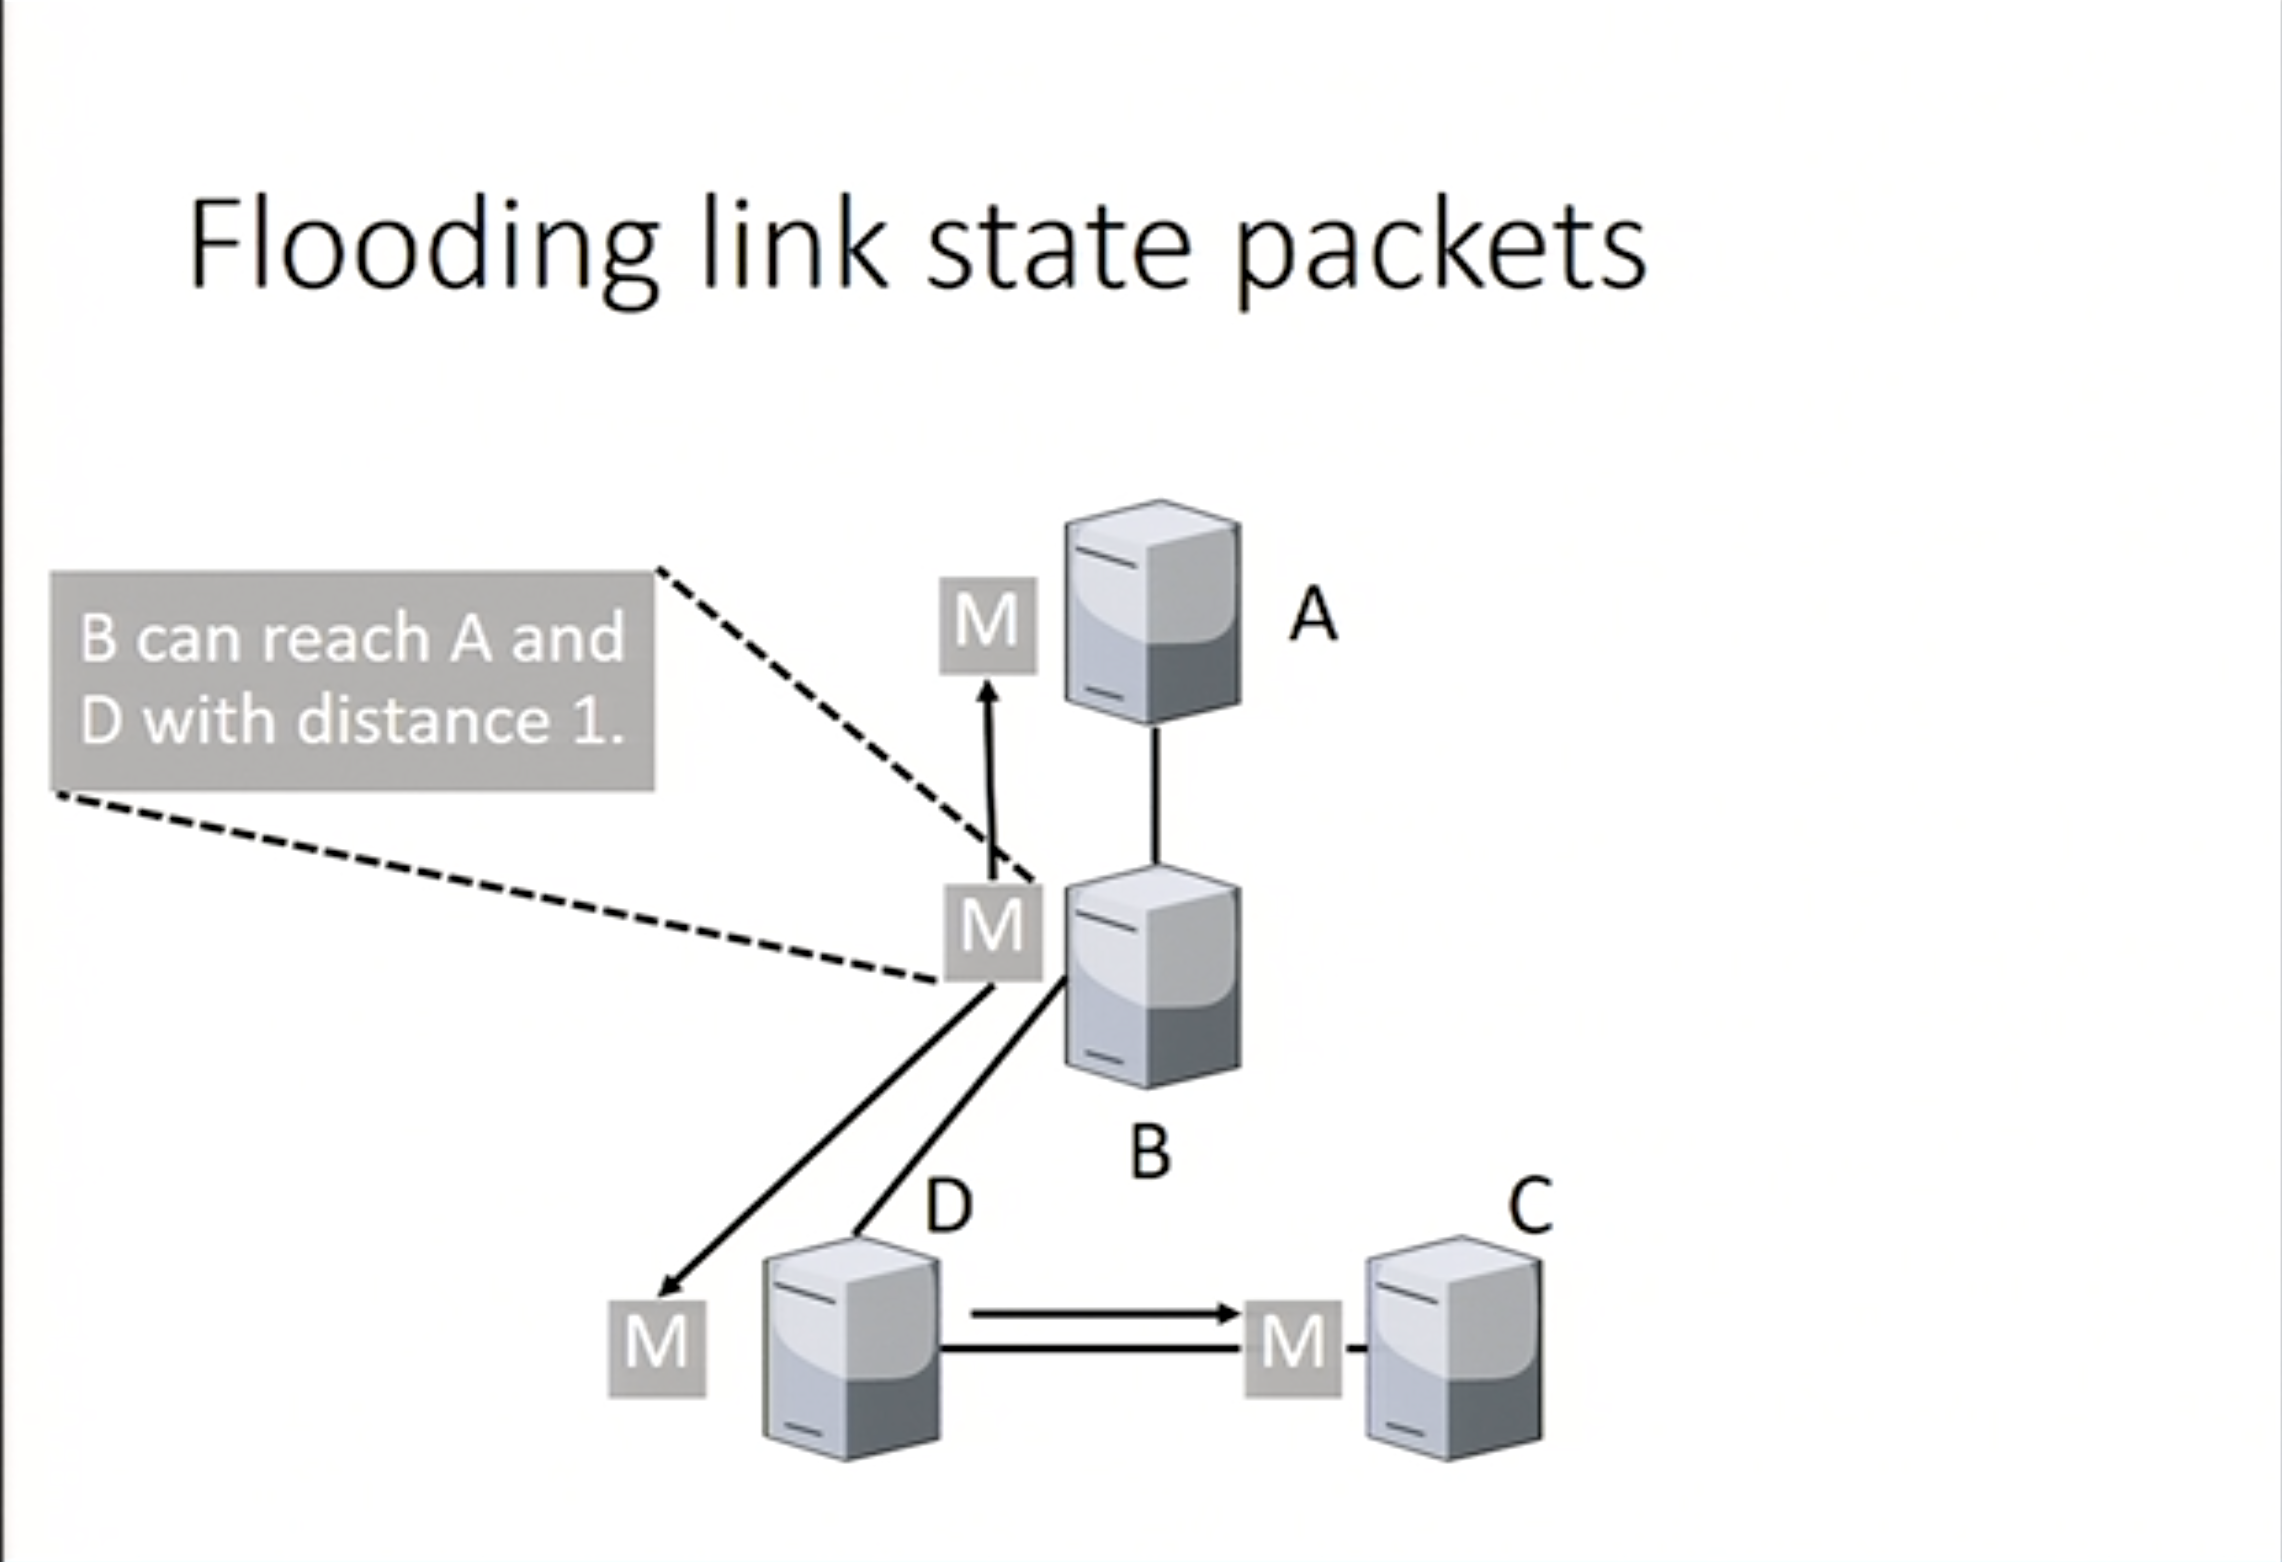 Flooding link state packets
M
A
B can reach A and
D with distance 1.
M
B
D
C
M
M